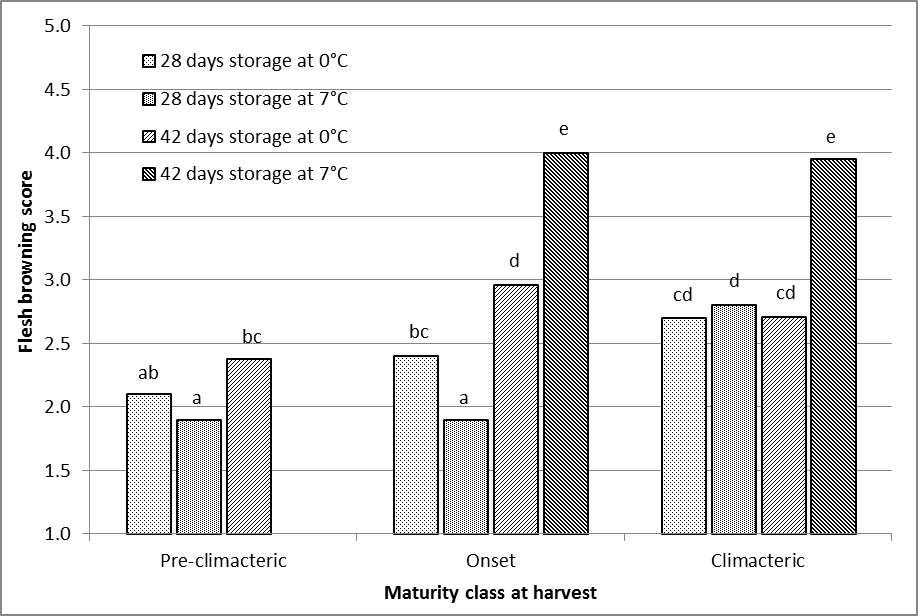 5.0
4.5
4.0
3.5
3.0
2.5
2.0
1.5
1.0
Flesh browning score
28 days storage at 0°C
28 days storage at 7°C
42 days storage at 0°C
42 days storage at 7°C
ab
a
bc
bc
a
d
e
cd
d
cd
e
Pre-climacteric
Onset
Climacteric
Maturity class at harvest